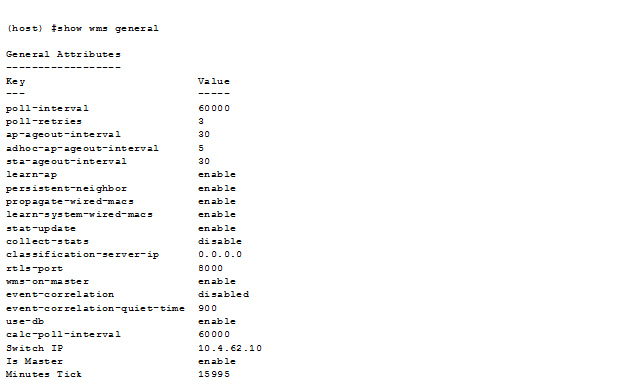 (host) #show wms general
General Attributes
------------------
Key Value
--- -----
poll-interval 60000
poll-retries 3
ap-ageout-interval 30
adhoc-ap-ageout-interval 5
sta-ageout-interval 30
learn-ap enable
persistent-neighbor enable
propagate-wired-macs enable
learn-system-wired-macs enable
stat-update enable
collect-stats disable
classification-server-ip 0.0.0.0
rtls-port 8000
wms-on-master enable
event-correlation disabled
event-correlation-quiet-time 900
use-db enable
calc-poll-interval 60000
Switch IP 10.4.62.10
Is Master enable
Minutes Tick 15995